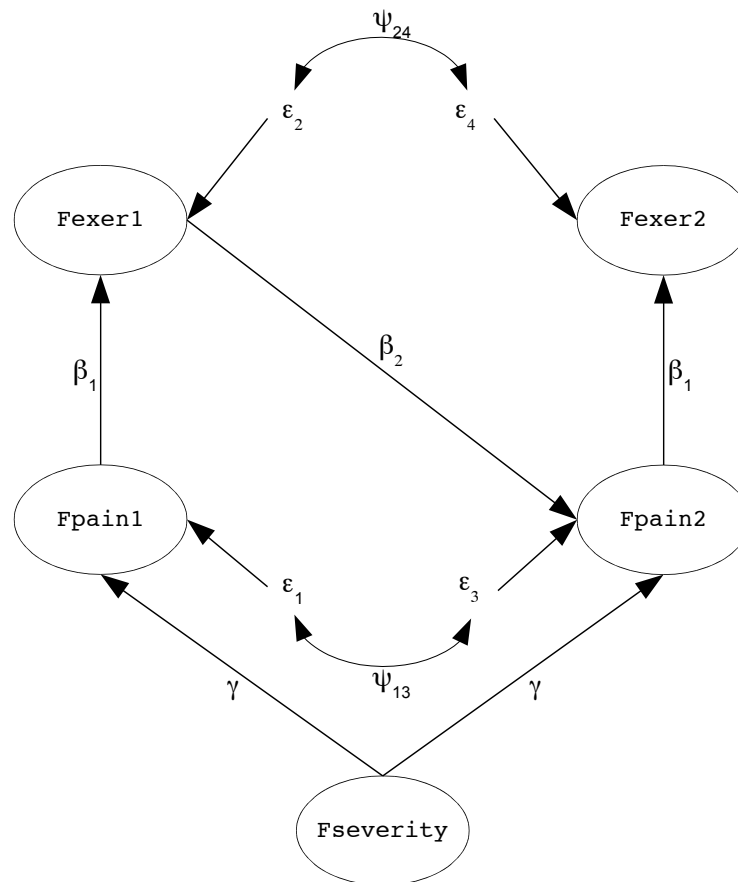 ψ₂₄
ε₂
ε₄
Fexer1
Fexer2
β₂
β₁
β₁
Fpain1
Fpain2
ε₁
ε₃
ψ₁₃
γ
γ
Fseverity